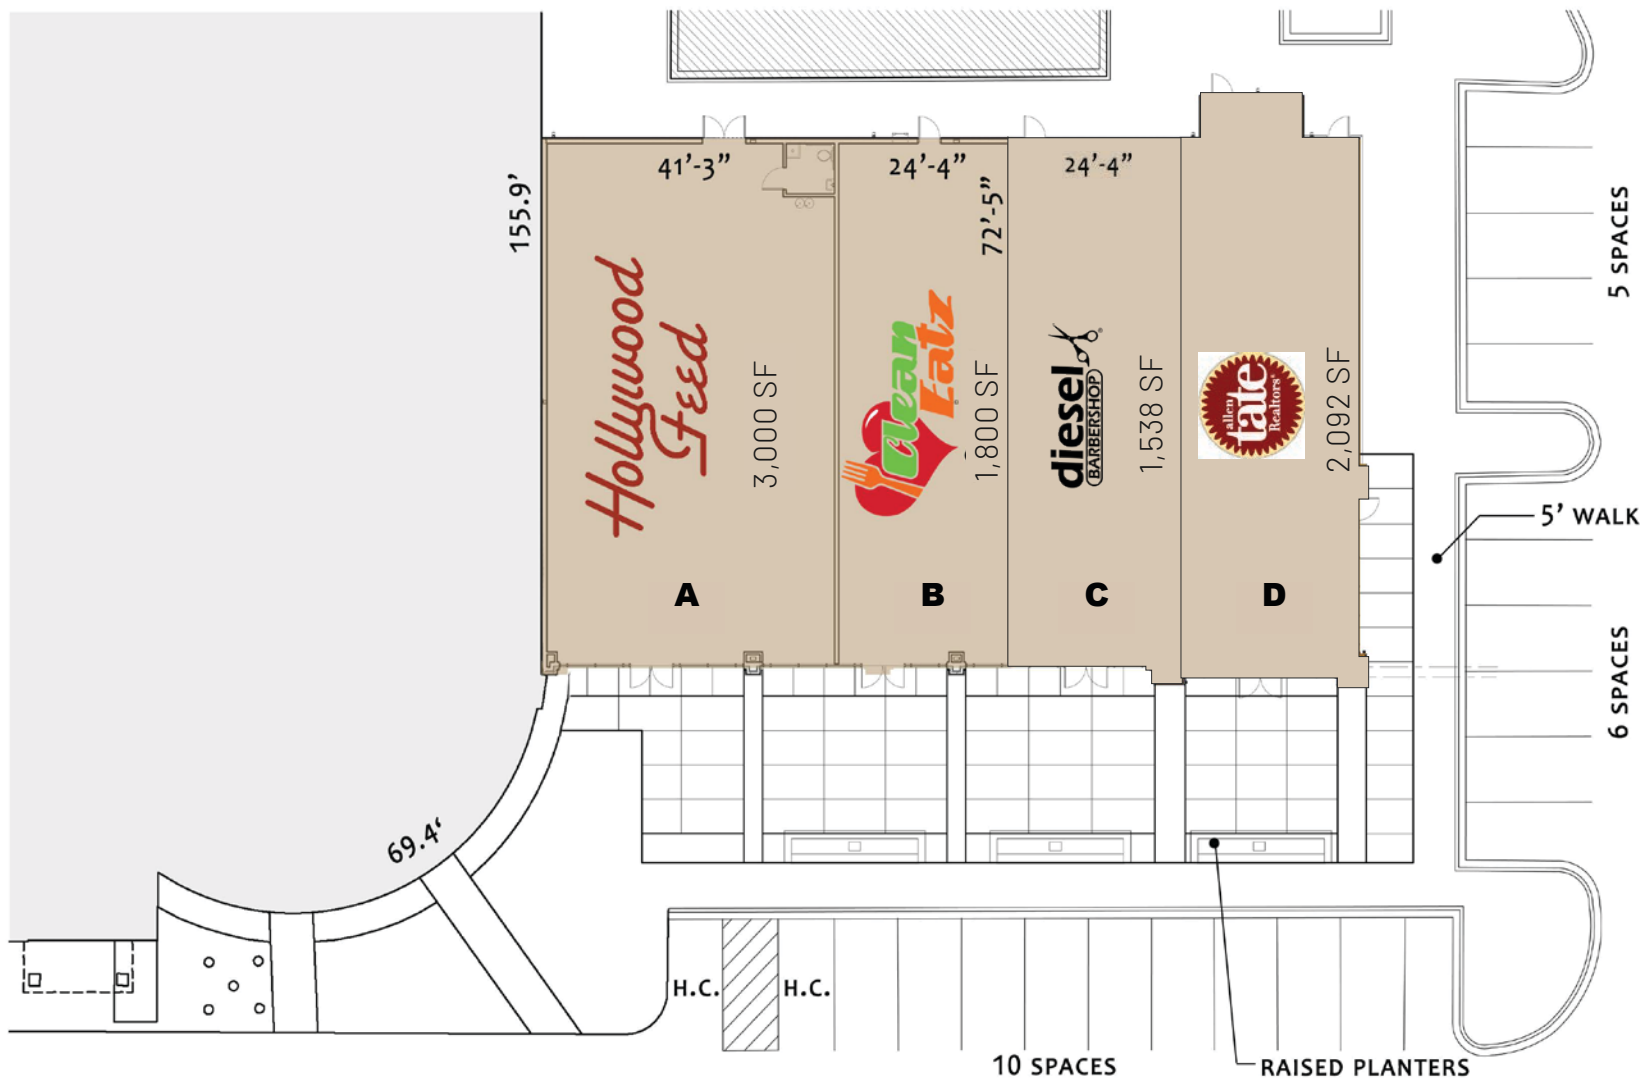 41'-3”
24'-4”
24'-4”
155.9'
72'-5”
Hollywood
Feed
3,000 SF
Clean
Eatz
1,800 SF
diesel
BARBERSHOP
1,538 SF
allen
tate
Realtors
2,092 SF
A
B
C
D
5 SPACES
5' WALK
6 SPACES
69.4'
H.C.
H.C.
10 SPACES
RAISED PLANTERS